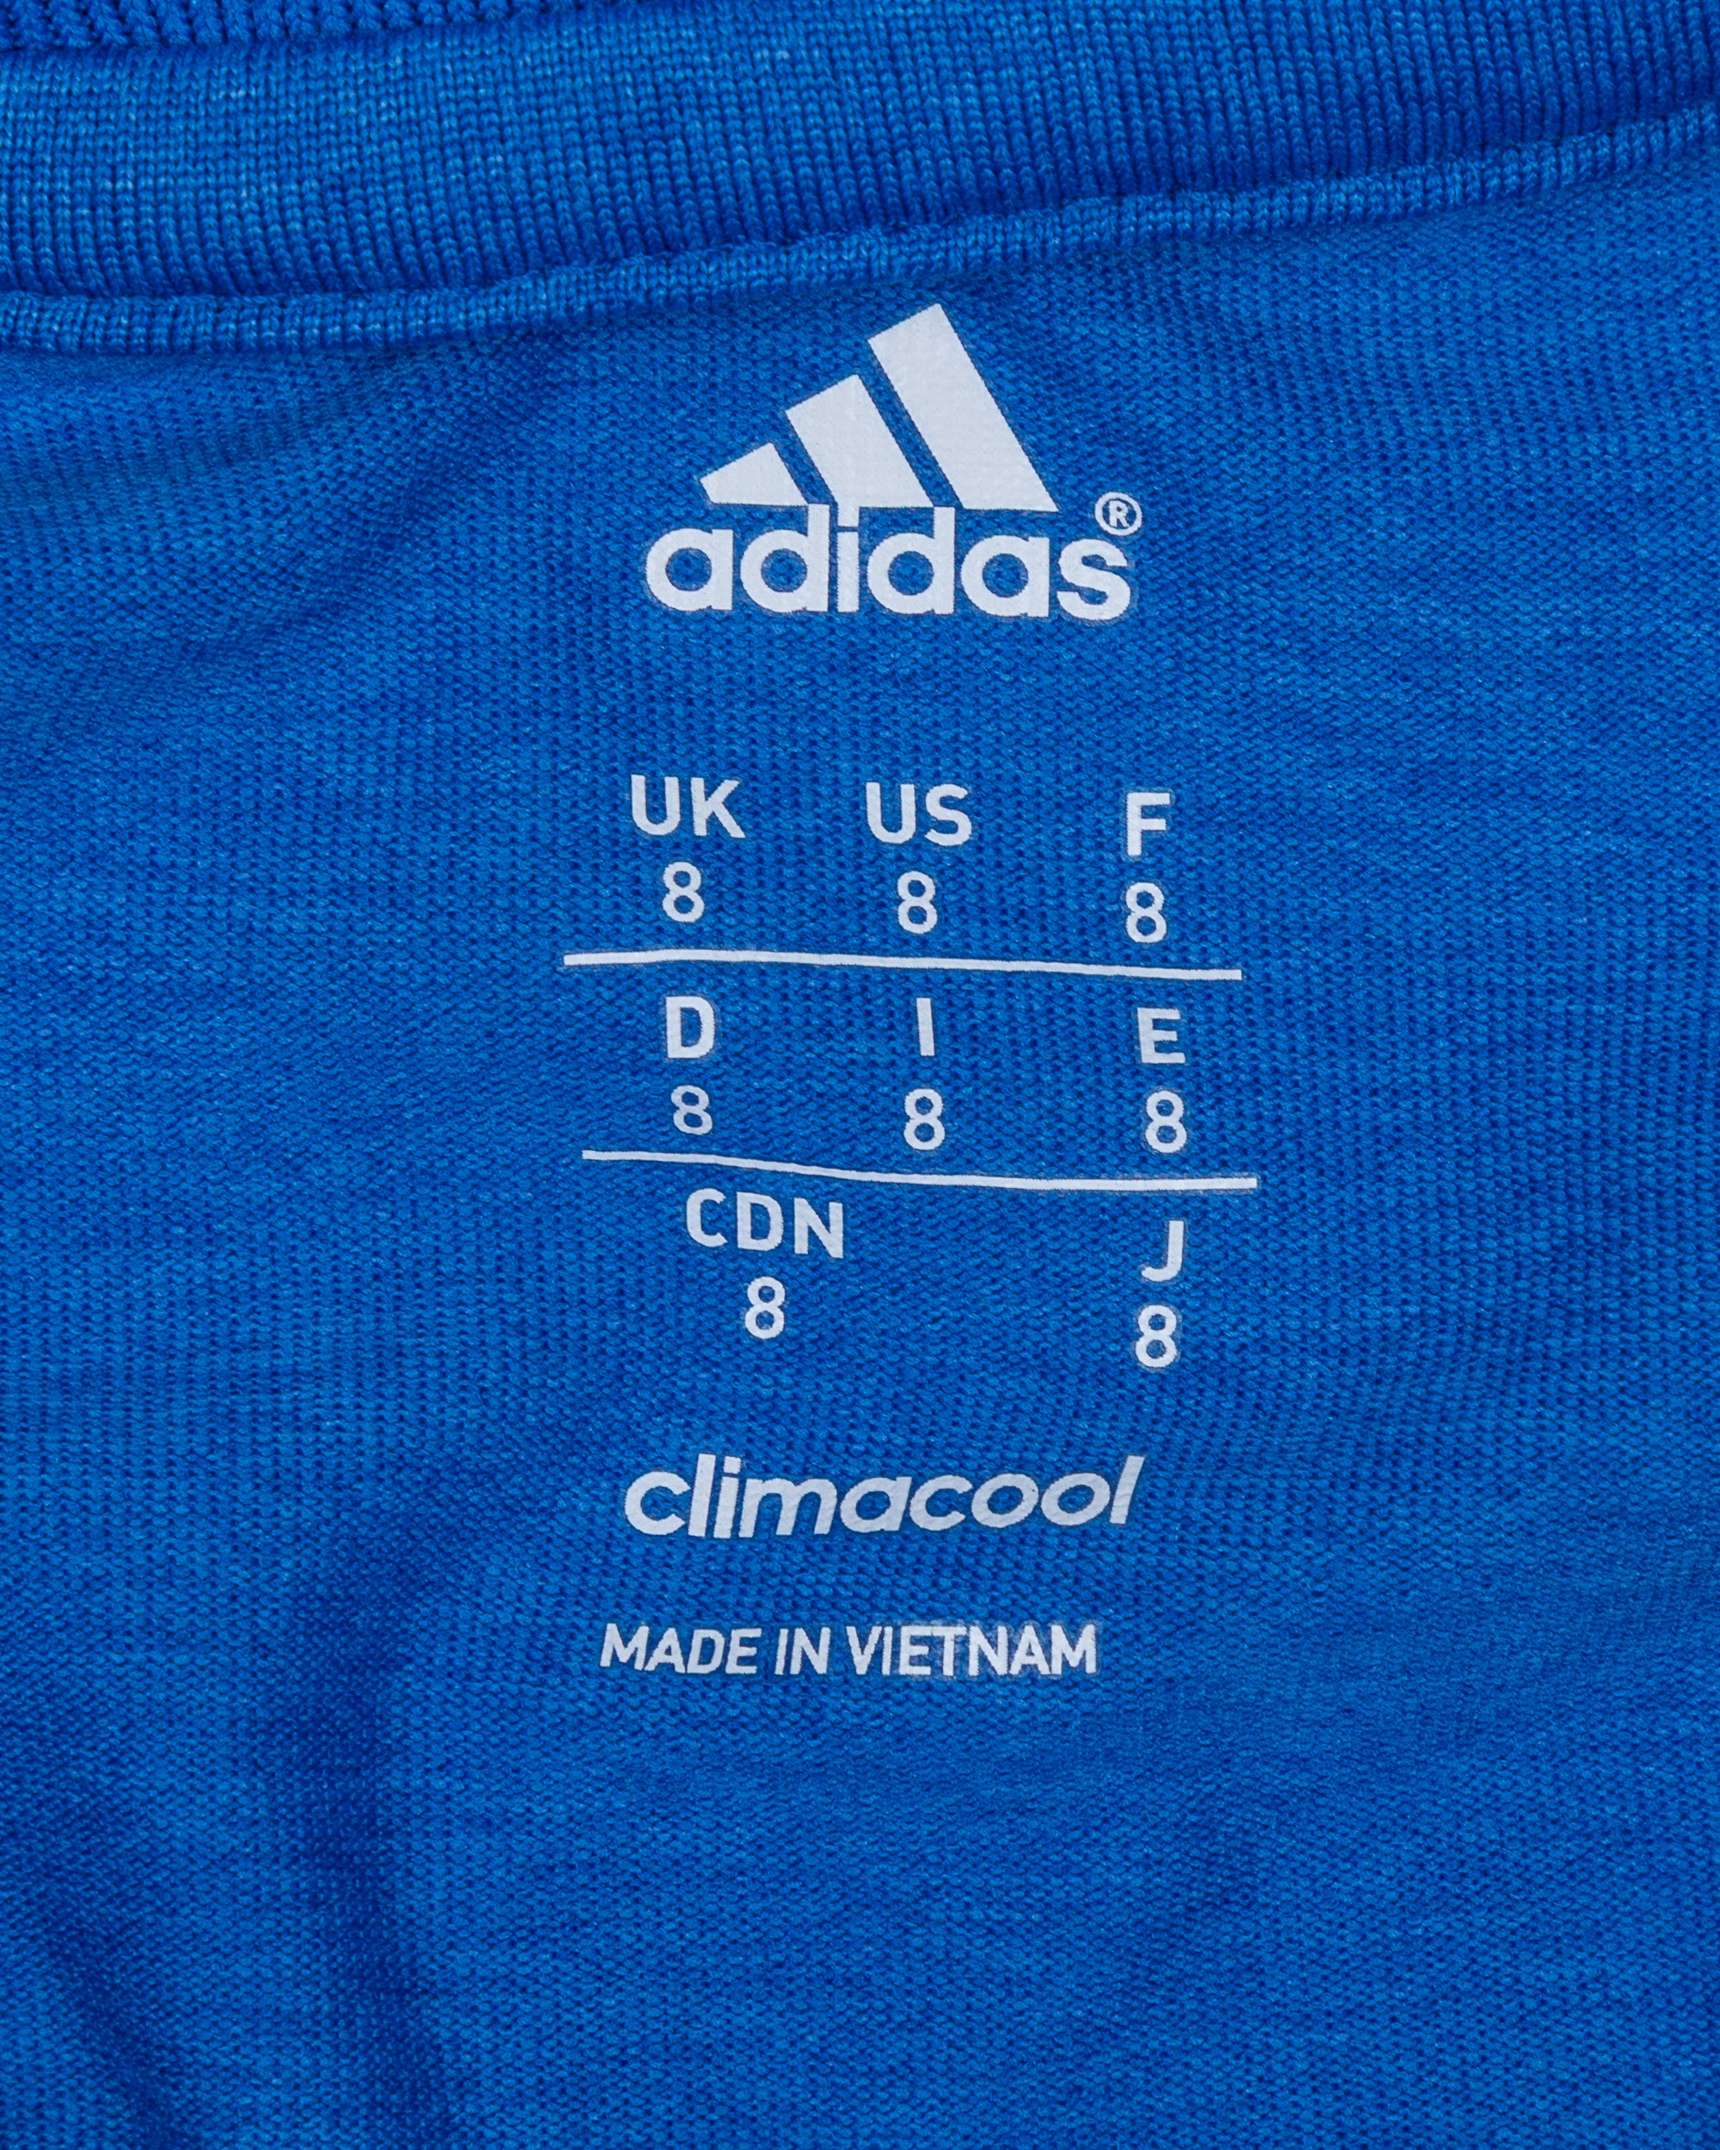 adidas®
UK US F
8 8 8
D I E
8 8 8
CDN J
8 8
climacool
MADE IN VIETNAM